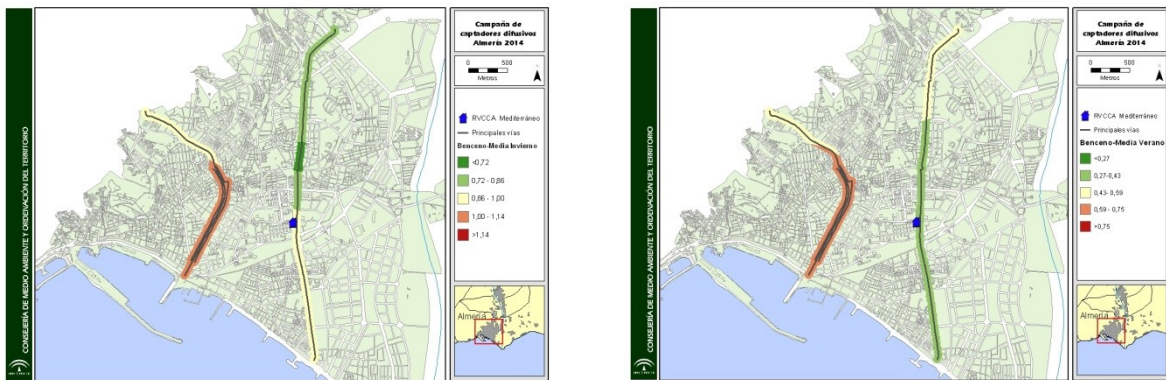 CONSEJERÍA DE MEDIO AMBIENTE Y ORDENACIÓN DEL TERRITORIO
Campaña de
captadores difusivos
Almería 2014
0 500
Metros
RVCCA Mediterráneo
Principales vías
Benceno-Media Invierno
<0,72
0,72 - 0,86
0,86 - 1,00
1,00 - 1,14
>1,14
Almería
CONSEJERÍA DE MEDIO AMBIENTE Y ORDENACIÓN DEL TERRITORIO
Campaña de
captadores difusivos
Almería 2014
0 500
Metros
RVCCA Mediterráneo
Principales vías
Benceno-Media Verano
<0,27
0,27-0,43
0,43- 0,59
0,59 - 0,75
>0,75
Almería